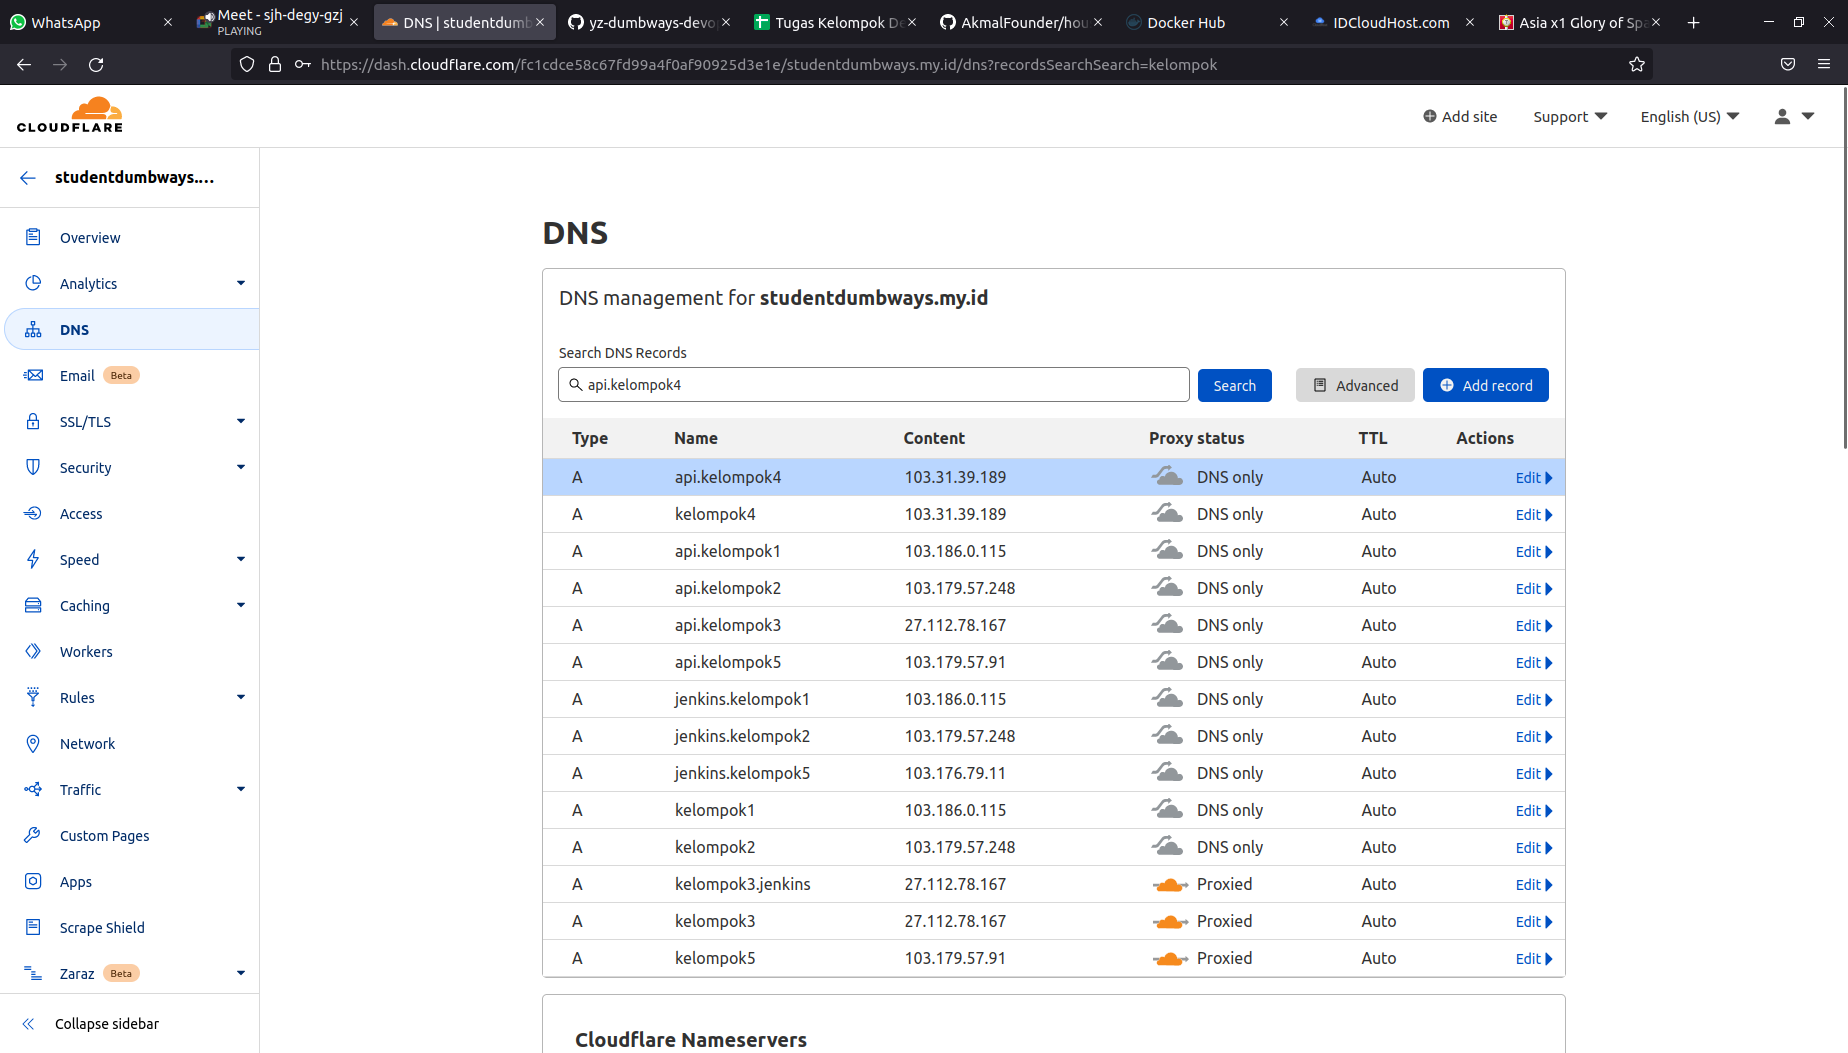 WhatsApp
Meet - sjh-degy-gzj
PLAYING
DNS | studentdumb
yz-dumbways-devop
Tugas Kelompok De
AkmalFounder/hou
Docker Hub
IDCloudHost.com
Asia x1 Glory of Spa
https://dash.cloudflare.com/fc1cdce58c67fd99a4f0af90925d3e1e/studentdumbways.my.id/dns?recordsSearchSearch=kelompok
CLOUDFLARE
Add site
Support
English (US)
studentdumbways....
Overview
Analytics
DNS
Email Beta
SSL/TLS
Security
Access
Speed
Caching
Workers
Rules
Network
Traffic
Custom Pages
Apps
Scrape Shield
Zaraz Beta
Collapse sidebar
DNS
DNS management for studentdumbways.my.id
Search DNS Records
api.kelompok4
Search
Advanced
Add record
Type Name Content Proxy status TTL Actions
A api.kelompok4 103.31.39.189 DNS only Auto Edit
A kelompok4 103.31.39.189 DNS only Auto Edit
A api.kelompok1 103.186.0.115 DNS only Auto Edit
A api.kelompok2 103.179.57.248 DNS only Auto Edit
A api.kelompok3 27.112.78.167 DNS only Auto Edit
A api.kelompok5 103.179.57.91 DNS only Auto Edit
A jenkins.kelompok1 103.186.0.115 DNS only Auto Edit
A jenkins.kelompok2 103.179.57.248 DNS only Auto Edit
A jenkins.kelompok5 103.176.79.11 DNS only Auto Edit
A kelompok1 103.186.0.115 DNS only Auto Edit
A kelompok2 103.179.57.248 DNS only Auto Edit
A kelompok3.jenkins 27.112.78.167 Proxied Auto Edit
A kelompok3 27.112.78.167 Proxied Auto Edit
A kelompok5 103.179.57.91 Proxied Auto Edit
Cloudflare Nameservers